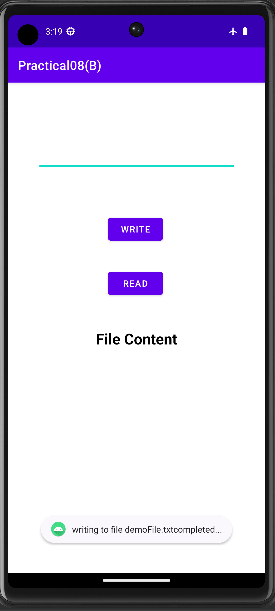 3:19
Practical08(B)
WRITE
READ
File Content
writing to file demoFile.txtcompleted...